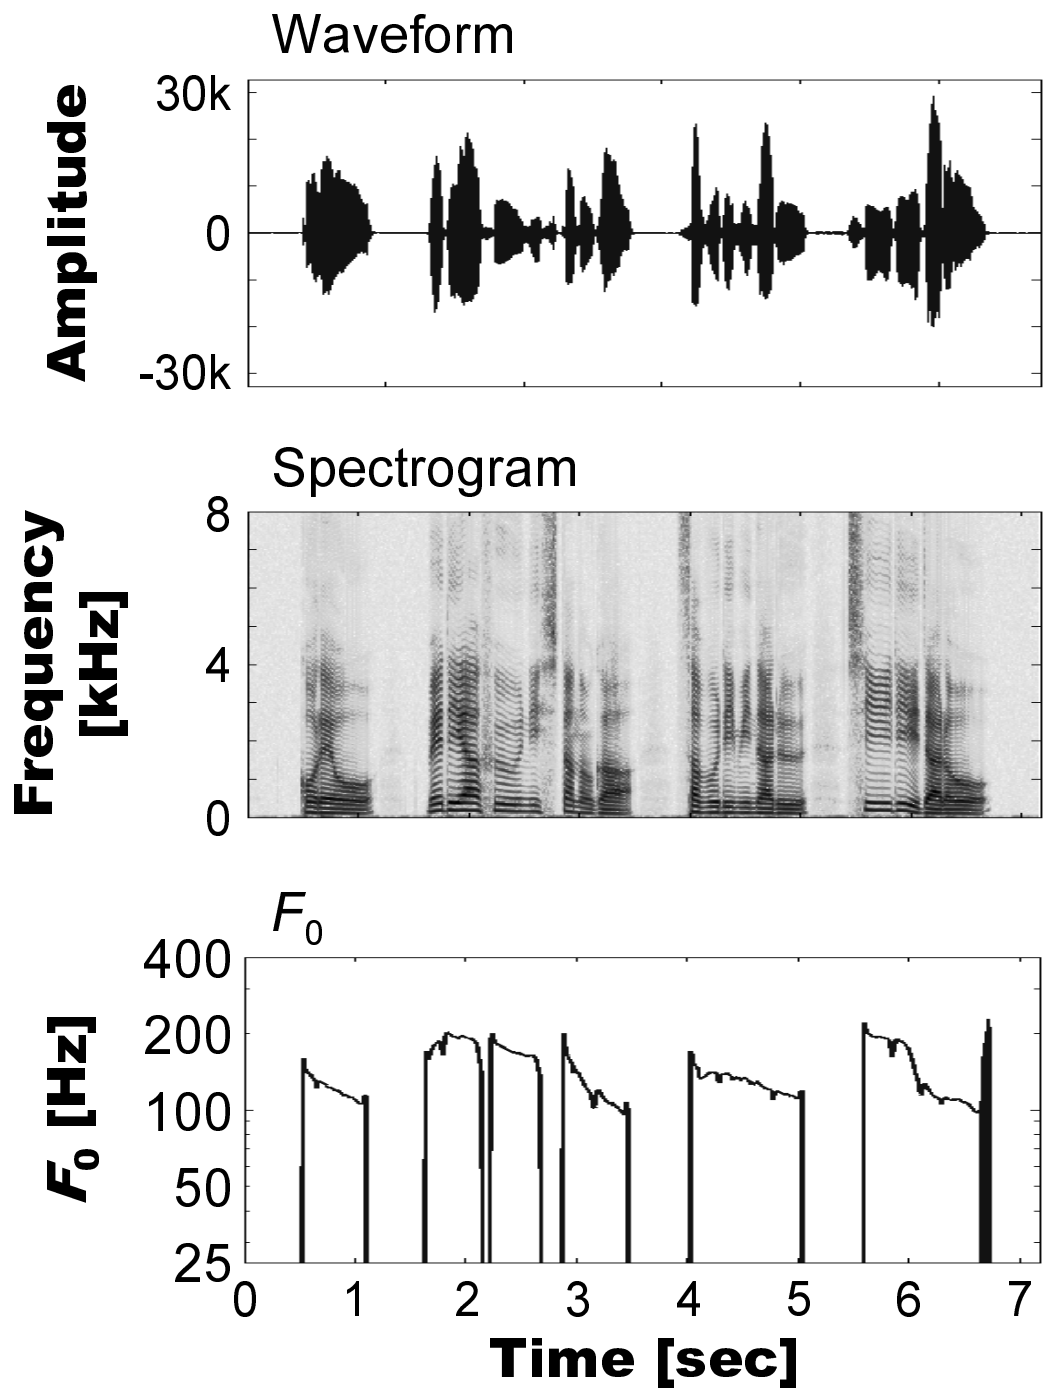 Waveform
Amplitude
30k
0
-30k
Spectrogram
Frequency
[kHz]
8
4
0
F0
F0 [Hz]
400
200
100
50
25
0 1 2 3 4 5 6 7
Time [sec]